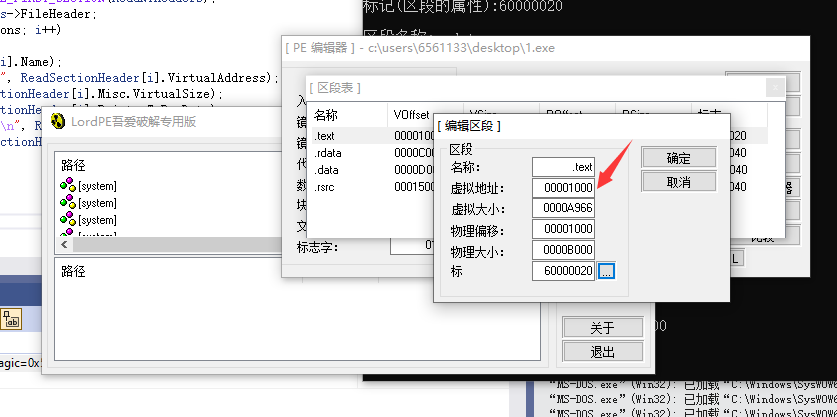 s->FileHeader;
ons; i++)
i].Name);
", ReadSectionHeader[i].VirtualAddress);
tionHeader[i].Misc.VirtualSize);
\n", R
标记(区段的属性):60000020
[ PE 编辑器 ] - c:\users\6561133\desktop\1.exe
[ 区段表 ]
名称 VOffset
标志
.text 000010
20
.rdata 0000C0
040
.data 0000D0
040
.rsrc 000150
040
标志字: 01
L
[ 编辑区段 ]
区段
名称: .text
虚拟地址: 00001000
虚拟大小: 0000A966
物理偏移: 00001000
物理大小: 0000B000
标 60000020 ...
确定
取消
LordPE吾爱破解专用版
路径
[system]
[system]
[system]
路径
关于
退出
00
agic=0x
“MS-DOS.exe”(Win32): 已加载“C:\Windows\SysWOW6
“MS-DOS.exe”(Win32): 已加载“C:\Windows\SysWOW6
“MS-DOS.exe”(Win32): 已加载“C:\Windows\SysWOW6